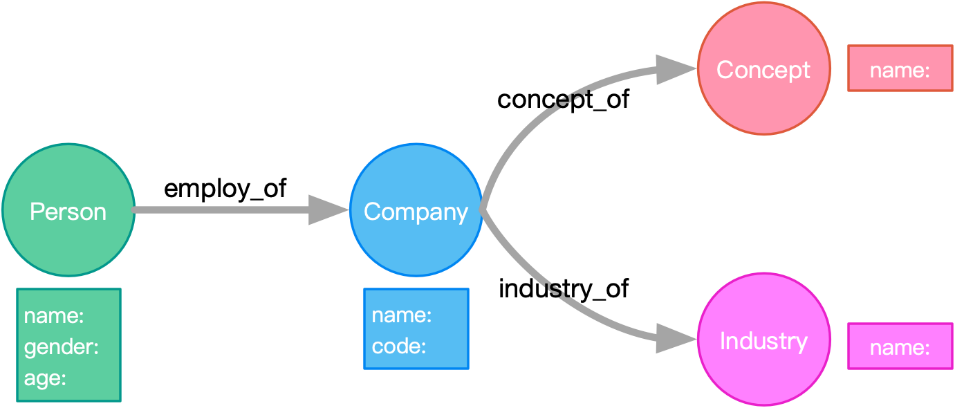 Person
name:
gender:
age:
employ_of
Company
name:
code:
concept_of
Concept
name:
industry_of
Industry
name: